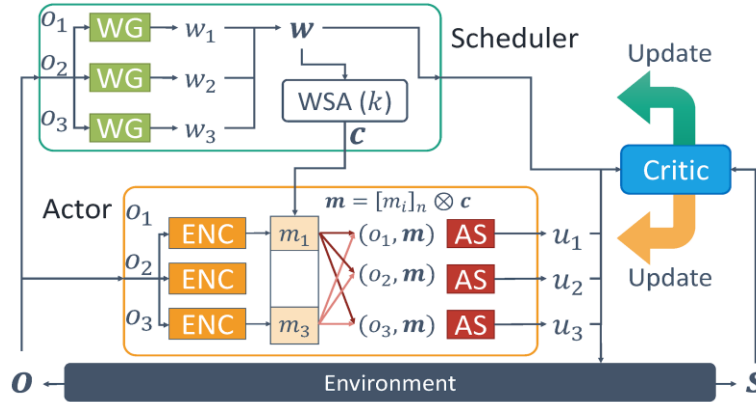 o₁ WG w₁ w Scheduler
o₂ WG w₂
o₃ WG w₃
WSA (k)
c
Update
Critic
Update
Actor
m = [mᵢ]ₙ ⊗ c
o₁ ENC m₁ (o₁, m) AS u₁
o₂ ENC (o₂, m) AS u₂
o₃ ENC m₃ (o₃, m) AS u₃
o Environment s